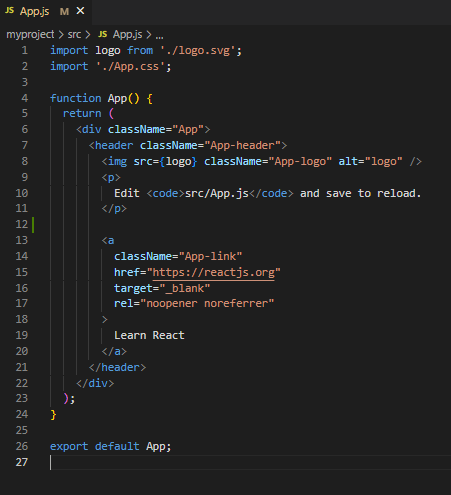 App.js M ×
myproject > src > App.js > ...
1 import logo from './logo.svg';
2 import './App.css';
3
4 function App() {
5   return (
6     <div className="App">
7       <header className="App-header">
8         <img src={logo} className="App-logo" alt="logo" />
9         <p>
10           Edit <code>src/App.js</code> and save to reload.
11         </p>
12
13         <a
14           className="App-link"
15           href="https://reactjs.org"
16           target="_blank"
17           rel="noopener noreferrer"
18         >
19           Learn React
20         </a>
21       </header>
22     </div>
23   );
24 }
25
26 export default App;
27